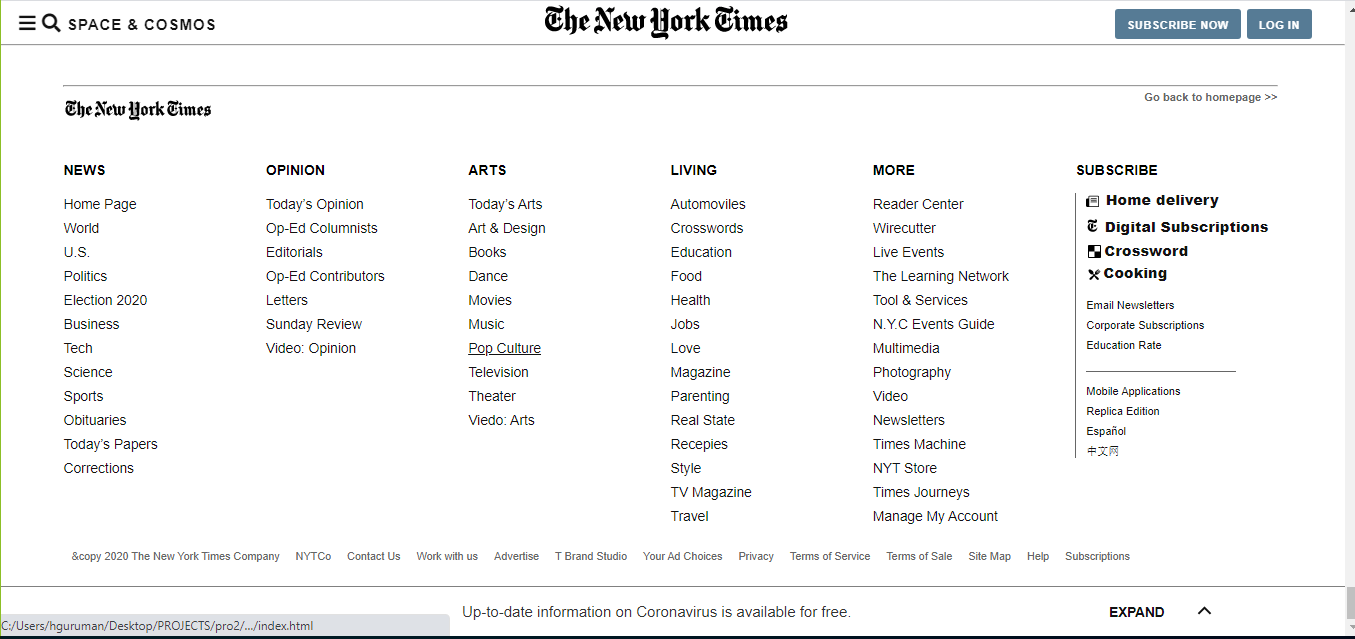 SPACE & COSMOS
The New York Times
SUBSCRIBE NOW
LOG IN
Go back to homepage >>
The New York Times
NEWS
Home Page
World
U.S.
Politics
Election 2020
Business
Tech
Science
Sports
Obituaries
Today’s Papers
Corrections
OPINION
Today’s Opinion
Op-Ed Columnists
Editorials
Op-Ed Contributors
Letters
Sunday Review
Video: Opinion
ARTS
Today’s Arts
Art & Design
Books
Dance
Movies
Music
Pop Culture
Television
Theater
Viedo: Arts
LIVING
Automoviles
Crosswords
Education
Food
Health
Jobs
Love
Magazine
Parenting
Real State
Recepies
Style
TV Magazine
Travel
MORE
Reader Center
Wirecutter
Live Events
The Learning Network
Tool & Services
N.Y.C Events Guide
Multimedia
Photography
Video
Newsletters
Times Machine
NYT Store
Times Journeys
Manage My Account
SUBSCRIBE
Home delivery
T Digital Subscriptions
Crossword
Cooking
Email Newsletters
Corporate Subscriptions
Education Rate
Mobile Applications
Replica Edition
Español
中文网
&copy 2020 The New York Times Company NYTCo Contact Us Work with us Advertise T Brand Studio Your Ad Choices Privacy Terms of Service Terms of Sale Site Map Help Subscriptions
Up-to-date information on Coronavirus is available for free.
EXPAND
C:/Users/hguruman/Desktop/PROJECTS/pro2/.../index.html